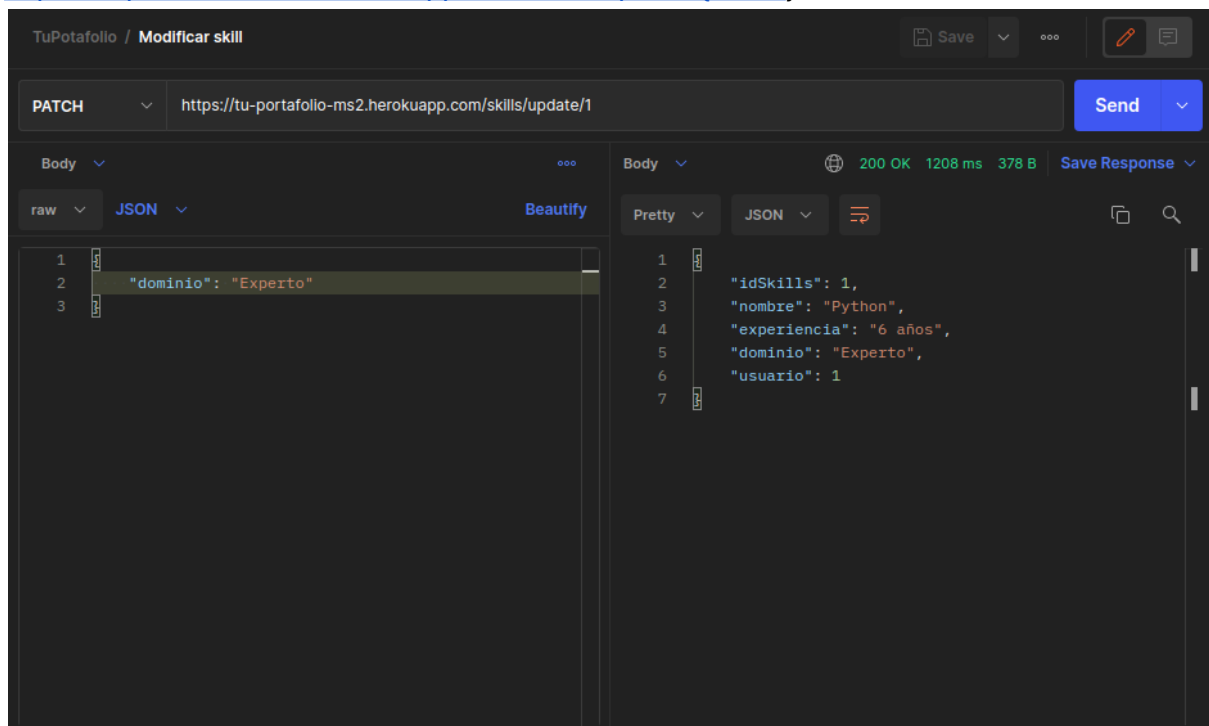 TuPotafolio / Modificar skill
Save
PATCH
https://tu-portafolio-ms2.herokuapp.com/skills/update/1
Send
Body
raw
JSON
Beautify
1 {
2 "dominio": "Experto"
3 }
Body
200 OK 1208 ms 378 B
Save Response
Pretty
JSON
1 {
2 "idSkills": 1,
3 "nombre": "Python",
4 "experiencia": "6 años",
5 "dominio": "Experto",
6 "usuario": 1
7 }